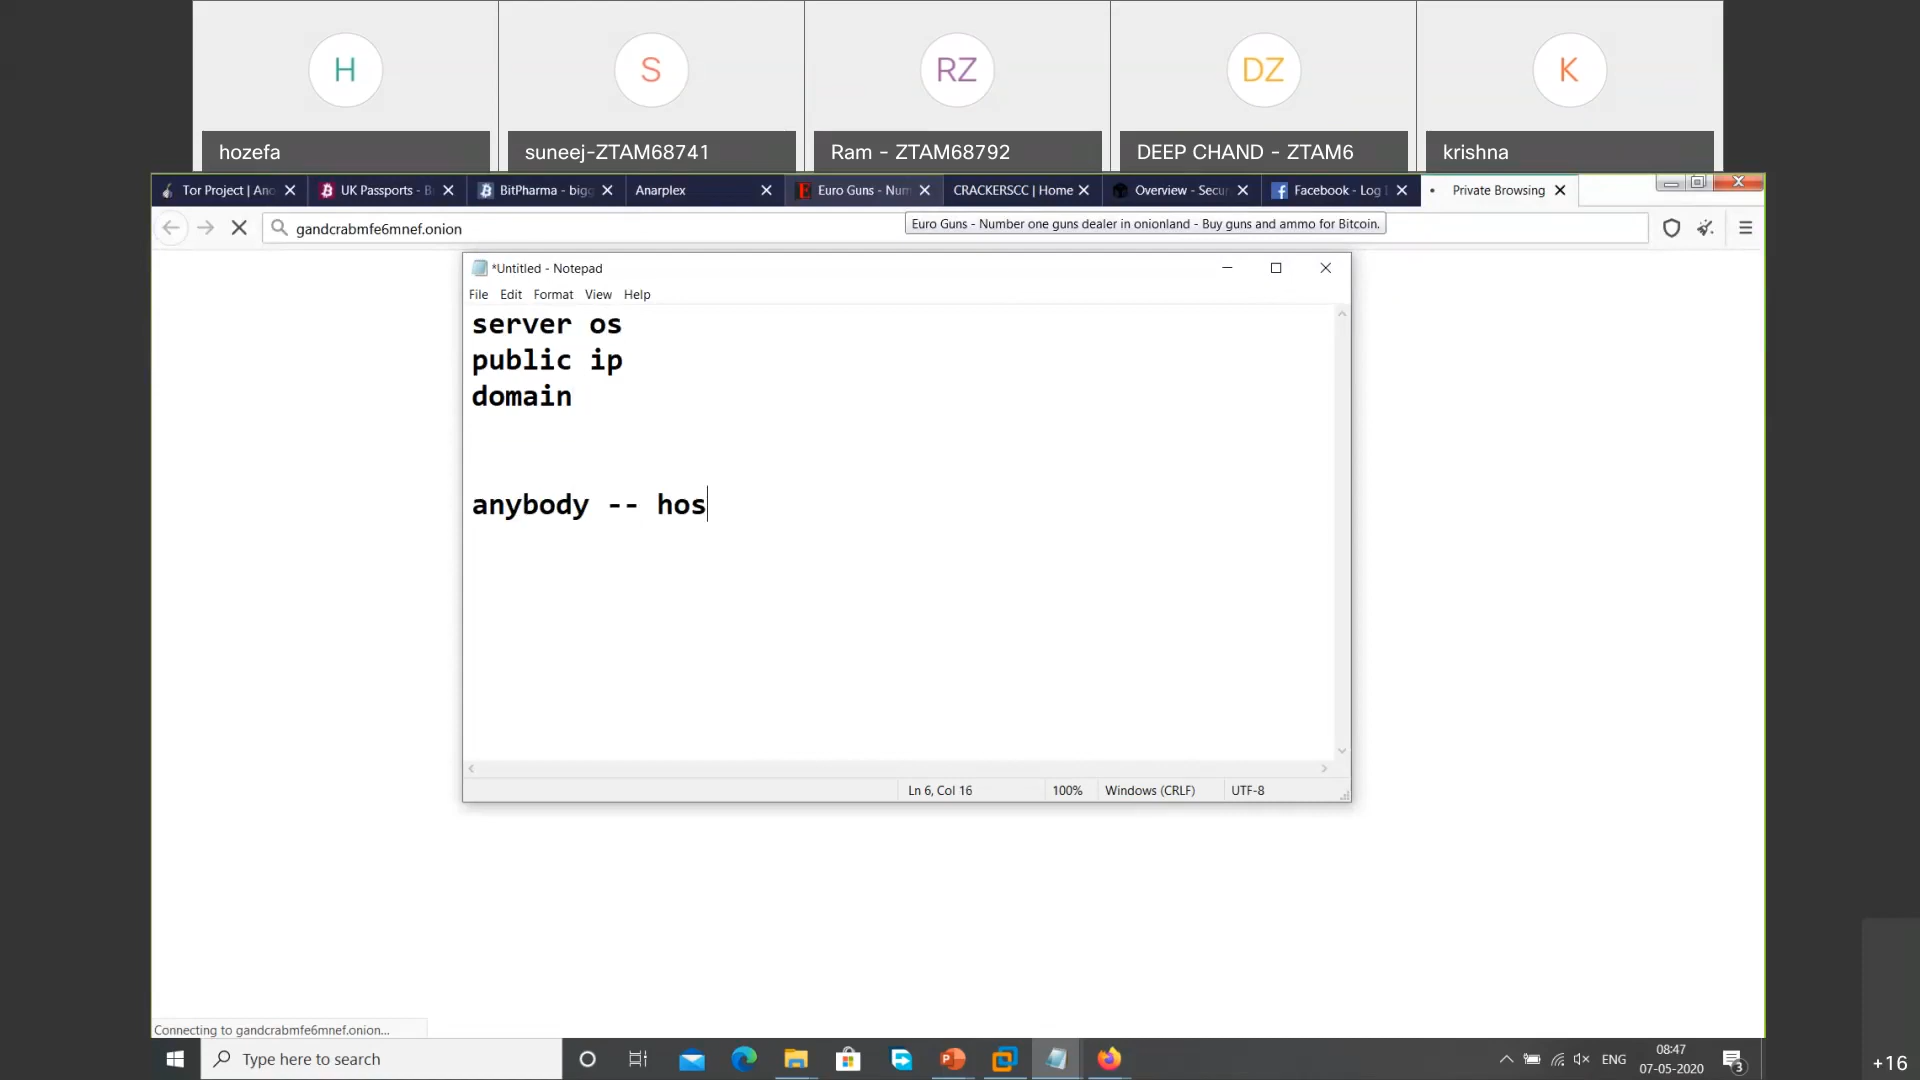 H
S
RZ
DZ
K
hozefa
suneej-ZTAM68741
Ram - ZTAM68792
DEEP CHAND - ZTAM6
krishna
Tor Project | Ano
UK Passports - B
BitPharma - bigg
Anarplex
Euro Guns - Num
CRACKERSCC | Home
Overview - Secur
Facebook - Log I
Private Browsing
gandcrabmfe6mnef.onion
Euro Guns - Number one guns dealer in onionland - Buy guns and ammo for Bitcoin.
*Untitled - Notepad
File Edit Format View Help
server os
public ip
domain
anybody -- hos
Ln 6, Col 16
100%
Windows (CRLF)
UTF-8
Connecting to gandcrabmfe6mnef.onion...
Type here to search
ENG
08:47
07-05-2020
3
+16